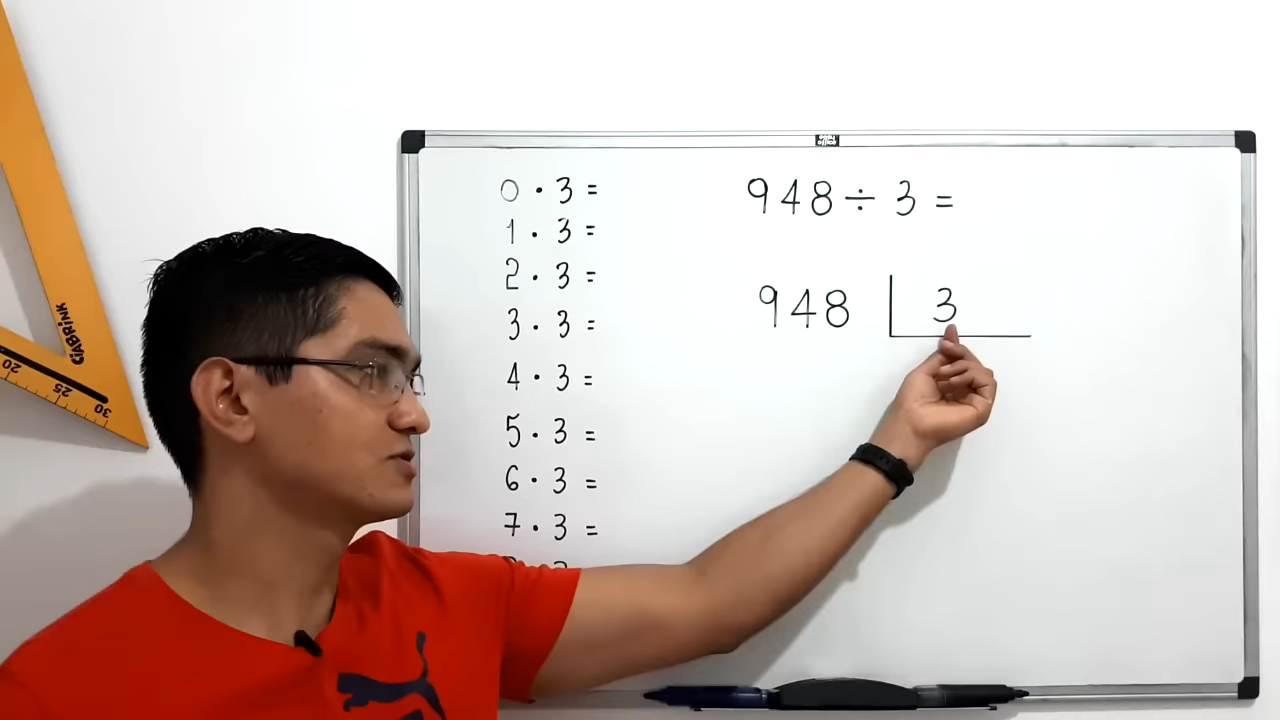 0 · 3 =
1 · 3 =
2 · 3 =
3 · 3 =
4 · 3 =
5 · 3 =
6 · 3 =
7 · 3 =
948 ÷ 3 =
948 3
CIABRINK
20 25 30